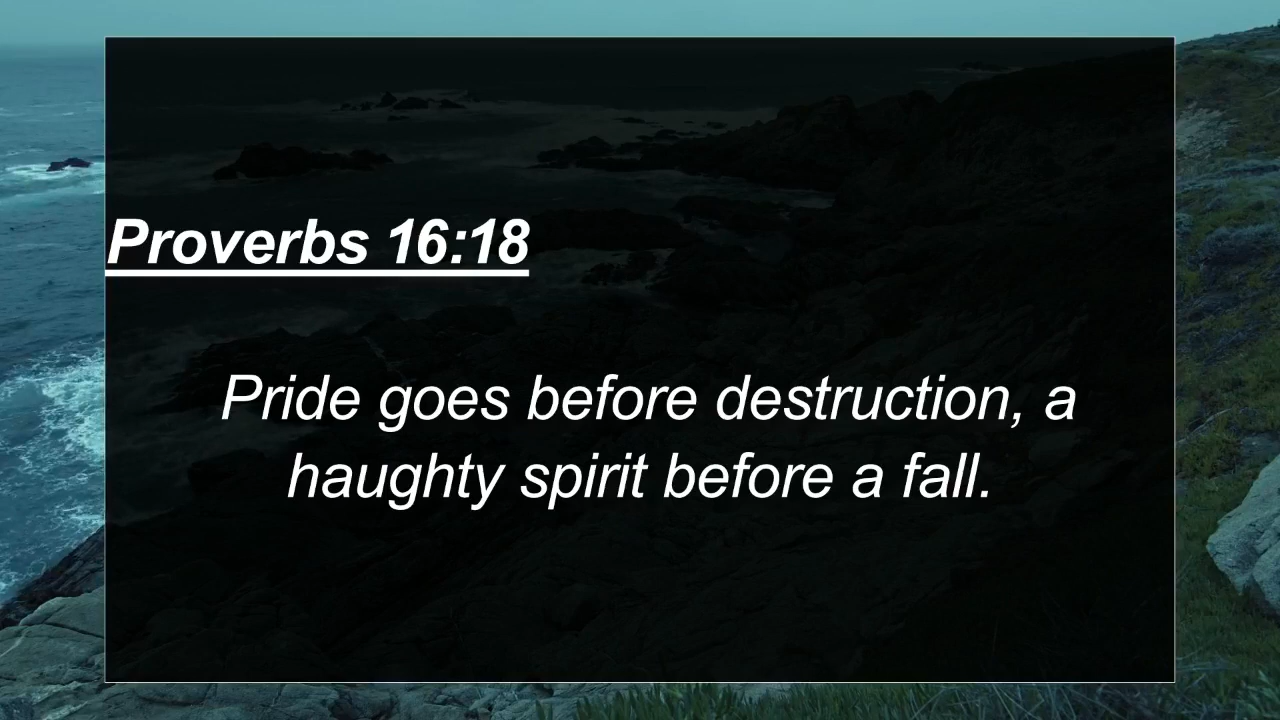 Proverbs 16:18
Pride goes before destruction, a
haughty spirit before a fall.